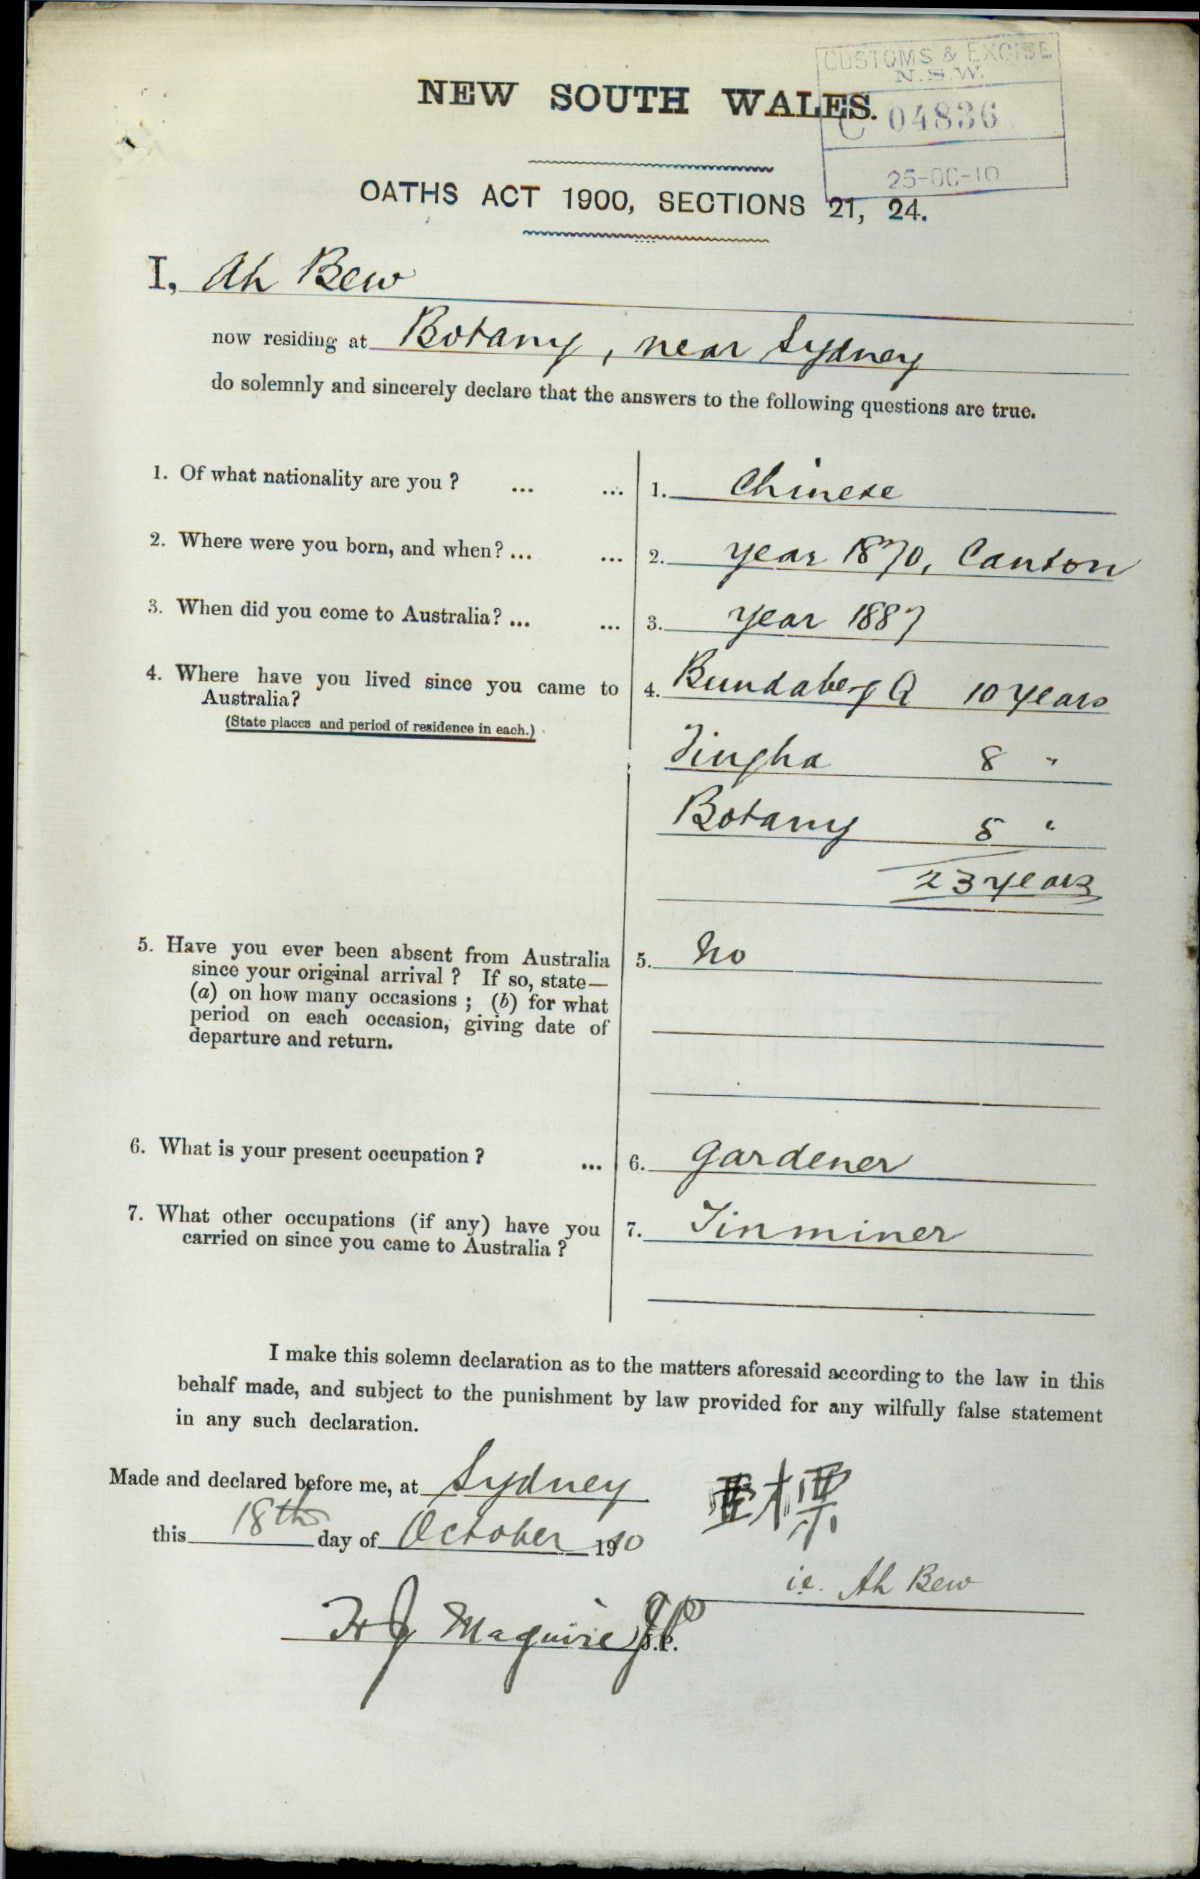 CUSTOMS & EXCISE
N.S.W.
C 04836
25-OC-10
NEW SOUTH WALES.
OATHS ACT 1900, SECTIONS 21, 24.
I, Ah Bew
now residing at Botany, near Sydney
do solemnly and sincerely declare that the answers to the following questions are true.
1. Of what nationality are you ? ... ... 1. Chinese
2. Where were you born, and when? ... ... 2. Year 1870, Canton
3. When did you come to Australia? ... ... 3. Year 1887
4. Where have you lived since you came to 4. Bundaberg Q 10 Years
Australia?
(State places and period of residence in each.)
Tingha 8 "
Botany 5 "
23 years
5. Have you ever been absent from Australia 5. No
since your original arrival ? If so, state—
(a) on how many occasions ; (b) for what
period on each occasion, giving date of
departure and return.
6. What is your present occupation ? ... 6. Gardener
7. What other occupations (if any) have you 7. Tinminer
carried on since you came to Australia ?
I make this solemn declaration as to the matters aforesaid according to the law in this
behalf made, and subject to the punishment by law provided for any wilfully false statement
in any such declaration.
Made and declared before me, at Sydney
亜標
this 18th day of October 1910
i.e. Ah Bew
H J Maguire JP J.P.